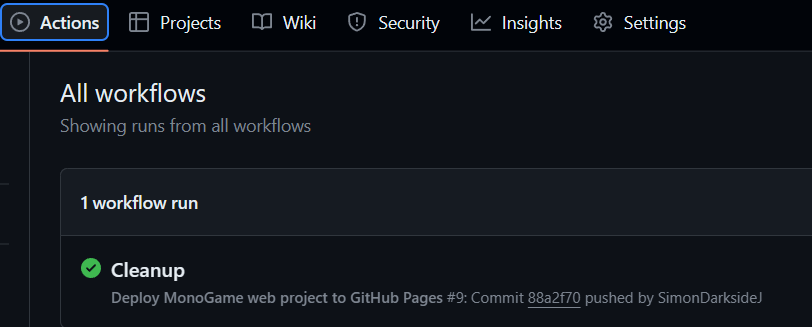 Actions Projects Wiki Security Insights Settings
All workflows
Showing runs from all workflows
1 workflow run
Cleanup
Deploy MonoGame web project to GitHub Pages #9: Commit 88a2f70 pushed by SimonDarksideJ